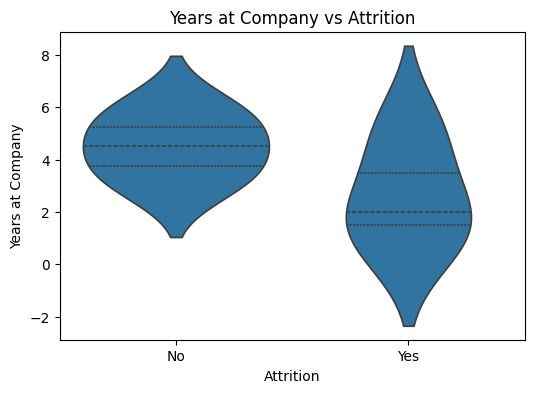 Years at Company vs Attrition
8
6
4
2
0
−2
Years at Company
No
Yes
Attrition